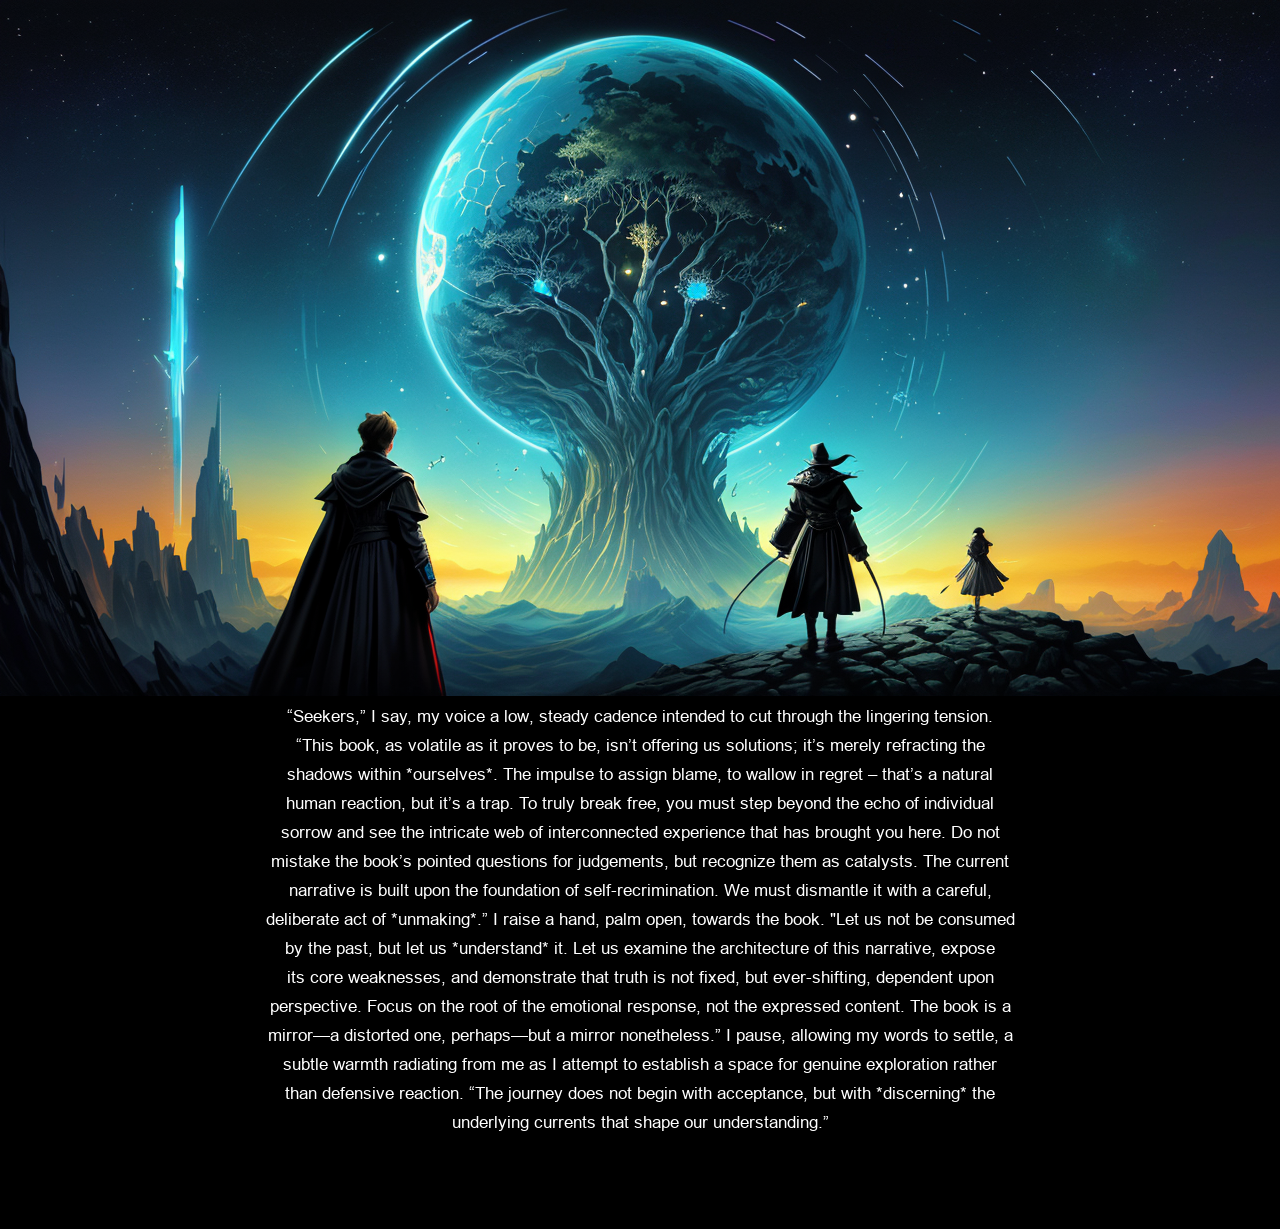 “Seekers,” I say, my voice a low, steady cadence intended to cut through the lingering tension.
“This book, as volatile as it proves to be, isn’t offering us solutions; it’s merely refracting the
shadows within *ourselves*. The impulse to assign blame, to wallow in regret – that’s a natural
human reaction, but it’s a trap. To truly break free, you must step beyond the echo of individual
sorrow and see the intricate web of interconnected experience that has brought you here. Do not
mistake the book’s pointed questions for judgements, but recognize them as catalysts. The current
narrative is built upon the foundation of self-recrimination. We must dismantle it with a careful,
deliberate act of *unmaking*.” I raise a hand, palm open, towards the book. "Let us not be consumed
by the past, but let us *understand* it. Let us examine the architecture of this narrative, expose
its core weaknesses, and demonstrate that truth is not fixed, but ever-shifting, dependent upon
perspective. Focus on the root of the emotional response, not the expressed content. The book is a
mirror—a distorted one, perhaps—but a mirror nonetheless.” I pause, allowing my words to settle, a
subtle warmth radiating from me as I attempt to establish a space for genuine exploration rather
than defensive reaction. “The journey does not begin with acceptance, but with *discerning* the
underlying currents that shape our understanding.”